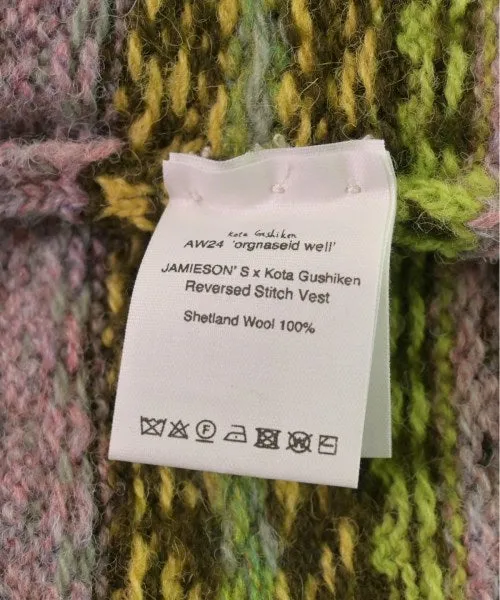 kota Gushiken
AW24 'orgnaseid well'
JAMIESON' S x Kota Gushiken
Reversed Stitch Vest
Shetland Wool 100%
F W